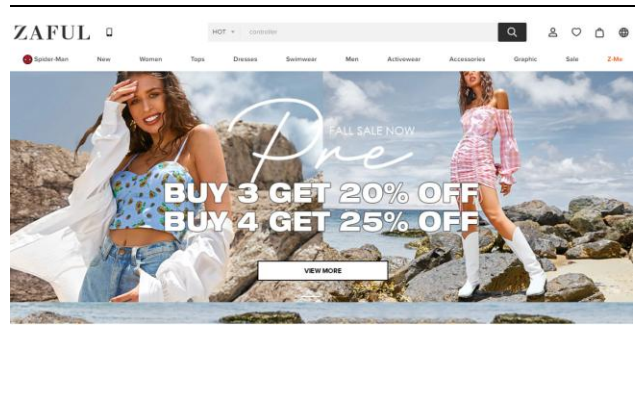 ZAFUL
HOT
Spider-Man New Women Tops Dresses Swimwear Men Activewear Accessories Graphic Sale Z-Me
FALL SALE NOW
Pre
BUY 3 GET 20% OFF
BUY 4 GET 25% OFF
VIEW MORE